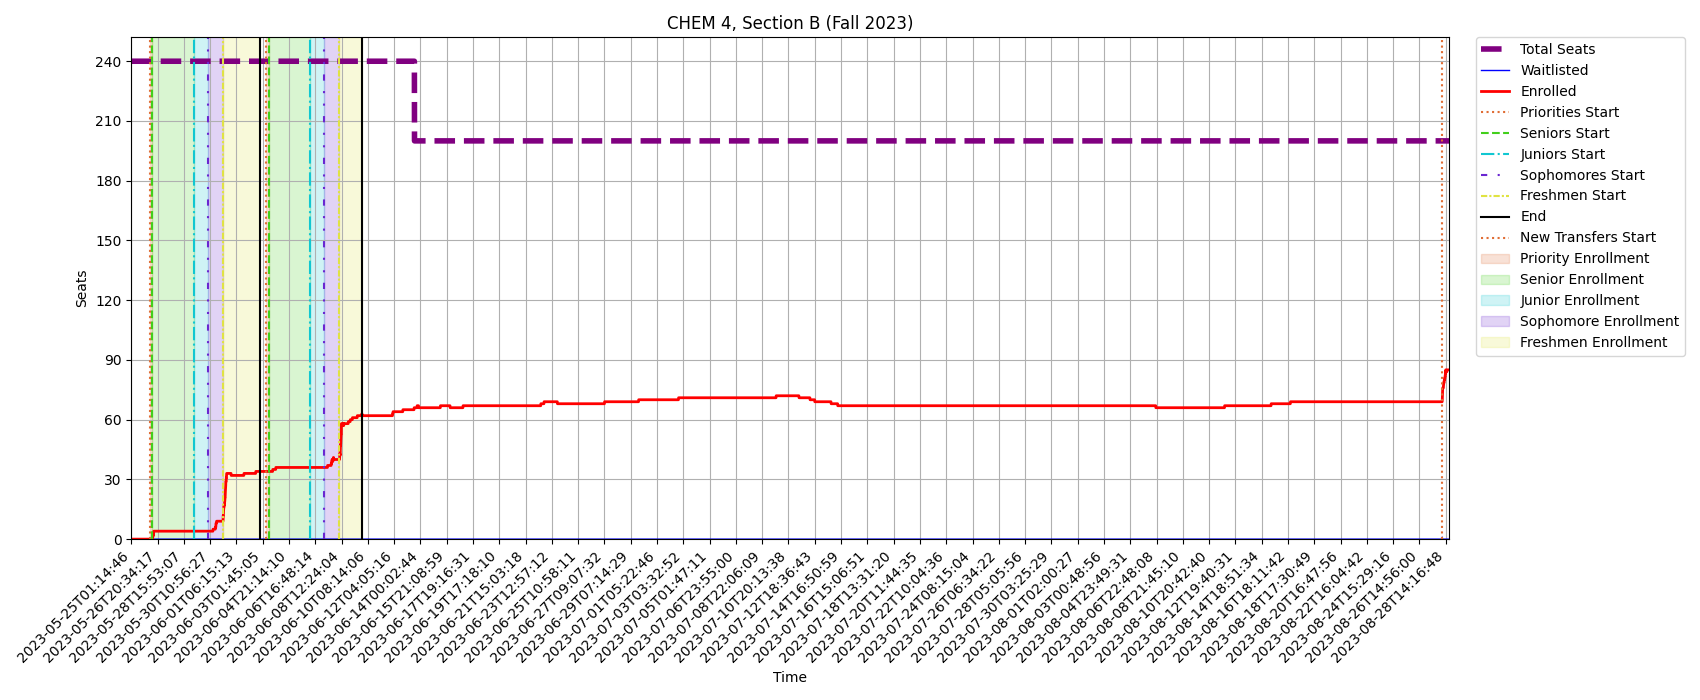 CHEM 4, Section B (Fall 2023)
240
210
180
150
120
90
60
30
0
Seats
2023-05-25T01:14:46
2023-05-26T20:34:17
2023-05-28T15:53:07
2023-05-30T10:56:27
2023-06-01T06:15:13
2023-06-03T01:45:05
2023-06-04T21:14:10
2023-06-06T16:48:14
2023-06-08T12:24:04
2023-06-10T08:14:06
2023-06-12T04:05:16
2023-06-14T00:02:44
2023-06-15T21:08:59
2023-06-17T19:16:31
2023-06-19T17:18:10
2023-06-21T15:03:18
2023-06-23T12:57:12
2023-06-25T10:58:11
2023-06-27T09:07:32
2023-06-29T07:14:29
2023-07-01T05:22:46
2023-07-03T03:32:52
2023-07-05T01:47:11
2023-07-06T23:55:00
2023-07-08T22:06:09
2023-07-10T20:13:38
2023-07-12T18:36:43
2023-07-14T16:50:59
2023-07-16T15:06:51
2023-07-18T13:31:20
2023-07-20T11:44:35
2023-07-22T10:04:36
2023-07-24T08:15:04
2023-07-26T06:34:22
2023-07-28T05:05:56
2023-07-30T03:25:29
2023-08-01T02:00:27
2023-08-03T00:48:56
2023-08-04T23:49:31
2023-08-06T22:48:08
2023-08-08T21:45:10
2023-08-10T20:42:40
2023-08-12T19:40:31
2023-08-14T18:51:34
2023-08-16T18:11:42
2023-08-18T17:30:49
2023-08-20T16:47:56
2023-08-22T16:04:42
2023-08-24T15:29:16
2023-08-26T14:56:00
2023-08-28T14:16:48
Time
Total Seats
Waitlisted
Enrolled
Priorities Start
Seniors Start
Juniors Start
Sophomores Start
Freshmen Start
End
New Transfers Start
Priority Enrollment
Senior Enrollment
Junior Enrollment
Sophomore Enrollment
Freshmen Enrollment